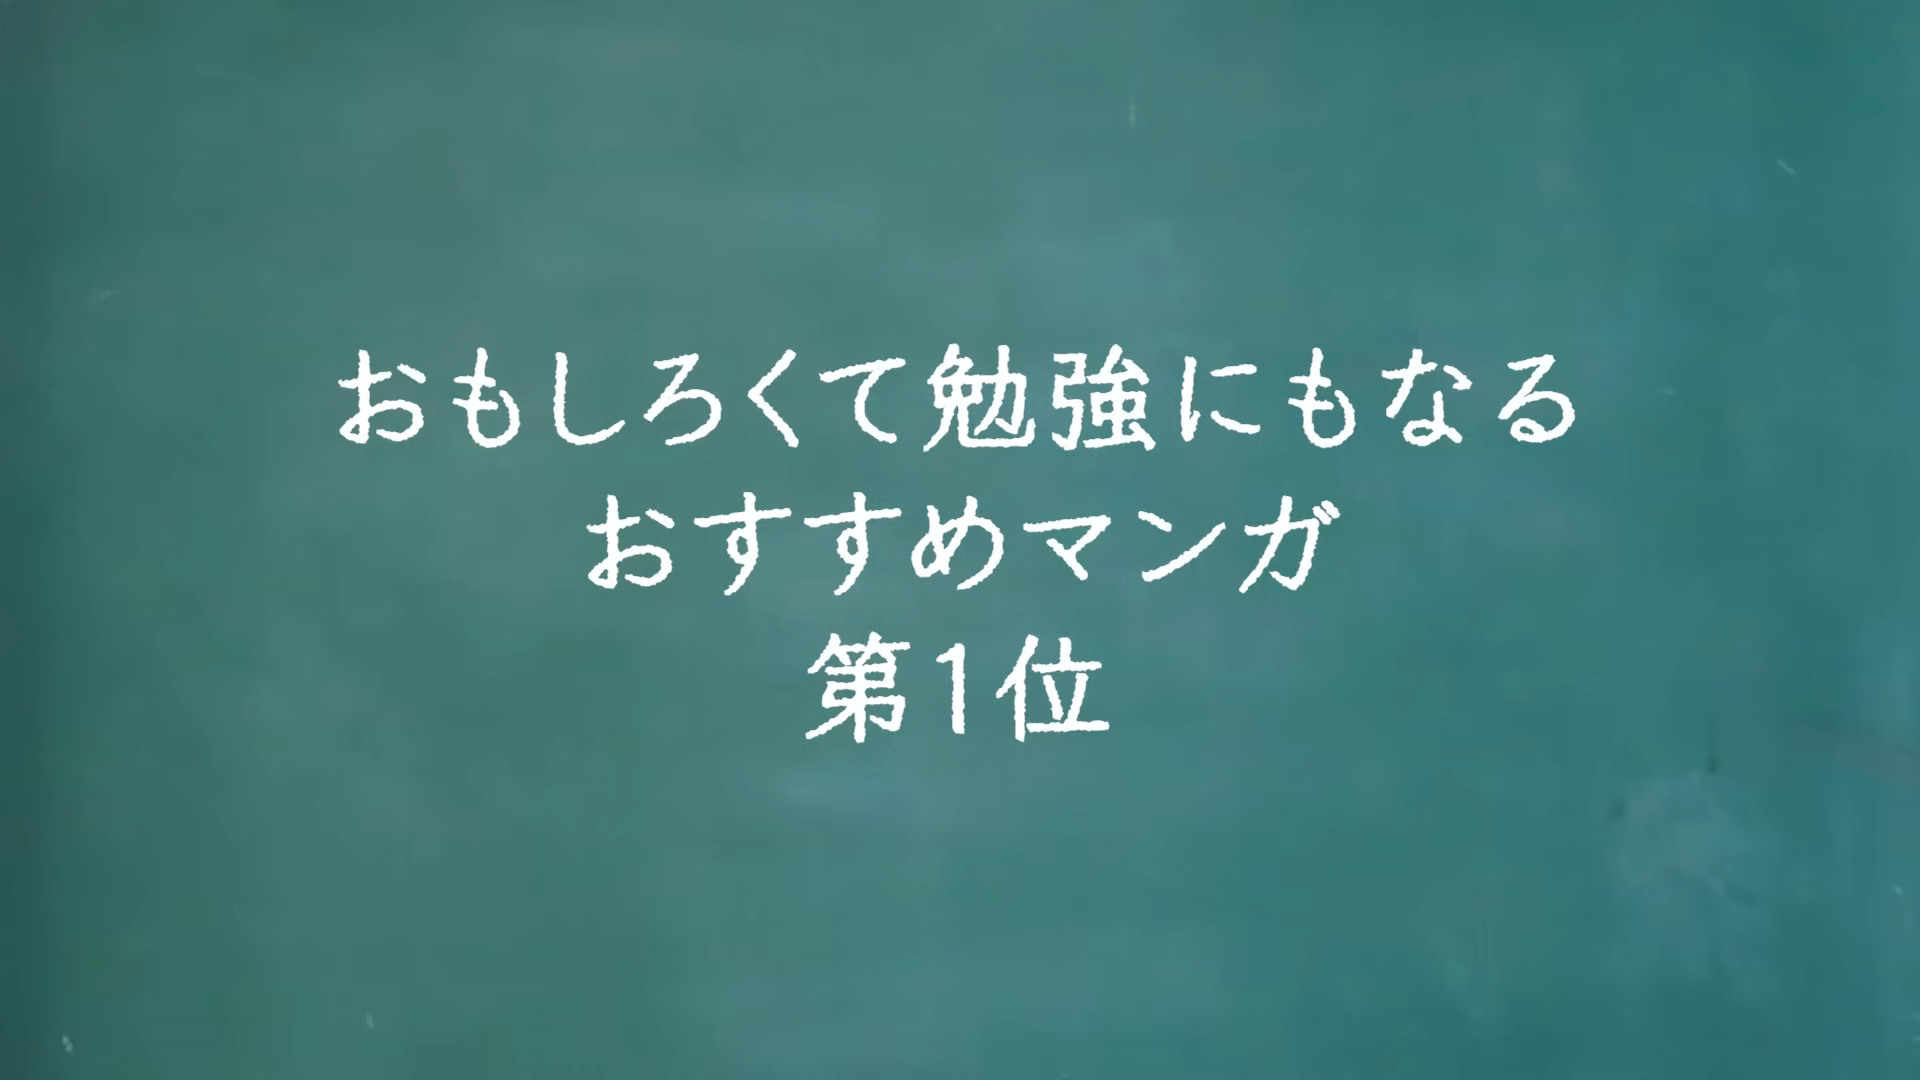 おもしろくて勉強にもなる
おすすめマンガ
第1位